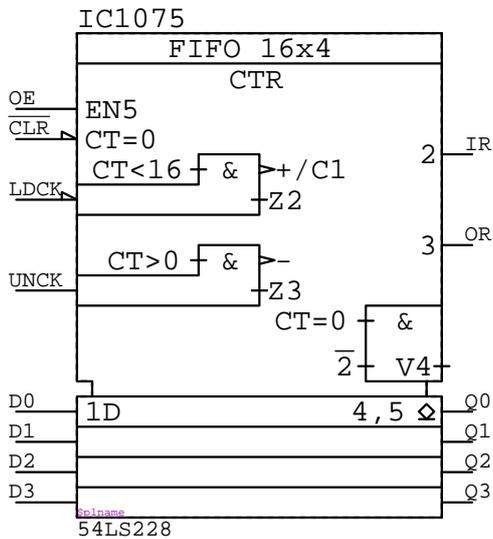 IC1075
FIFO 16x4
CTR
OE
EN5
CLR
CT=0
CT<16
&
+/C1
2
IR
LDCK
Z2
3
OR
CT>0
&
-
UNCK
Z3
CT=0
&
2
V4
D0
1D
4,5
Q0
D1
Q1
D2
Q2
D3
Q3
$plname
54LS228